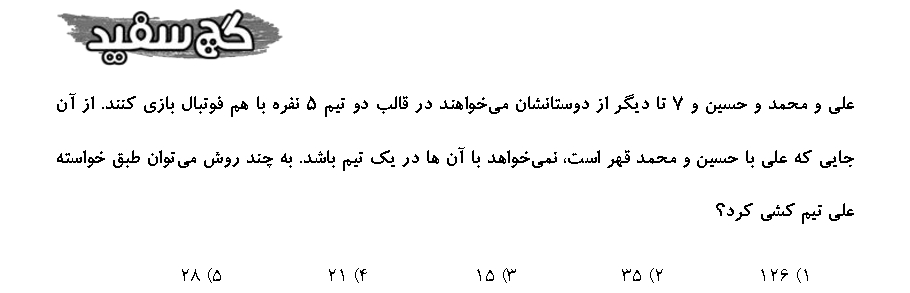 گچ سفید
علی و محمد و حسین و ۷ تا دیگر از دوستانشان می‌خواهند در قالب دو تیم ۵ نفره با هم فوتبال بازی کنند. از آن
جایی که علی با حسین و محمد قهر است، نمی‌خواهد با آن ها در یک تیم باشد. به چند روش می‌توان طبق خواسته
علی تیم کشی کرد؟
۱) ۱۲۶ ۲) ۳۵ ۳) ۱۵ ۴) ۲۱ ۵) ۲۸